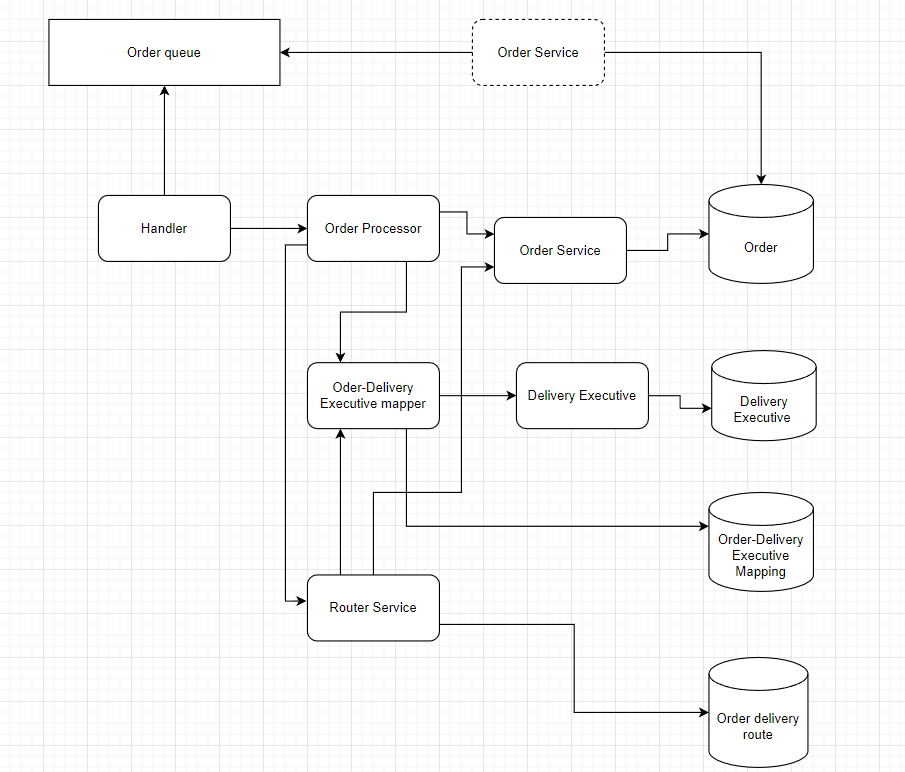 Order queue
Order Service
Handler
Order Processor
Order Service
Order
Oder-Delivery
Executive mapper
Delivery Executive
Delivery
Executive
Order-Delivery
Executive
Mapping
Router Service
Order delivery
route